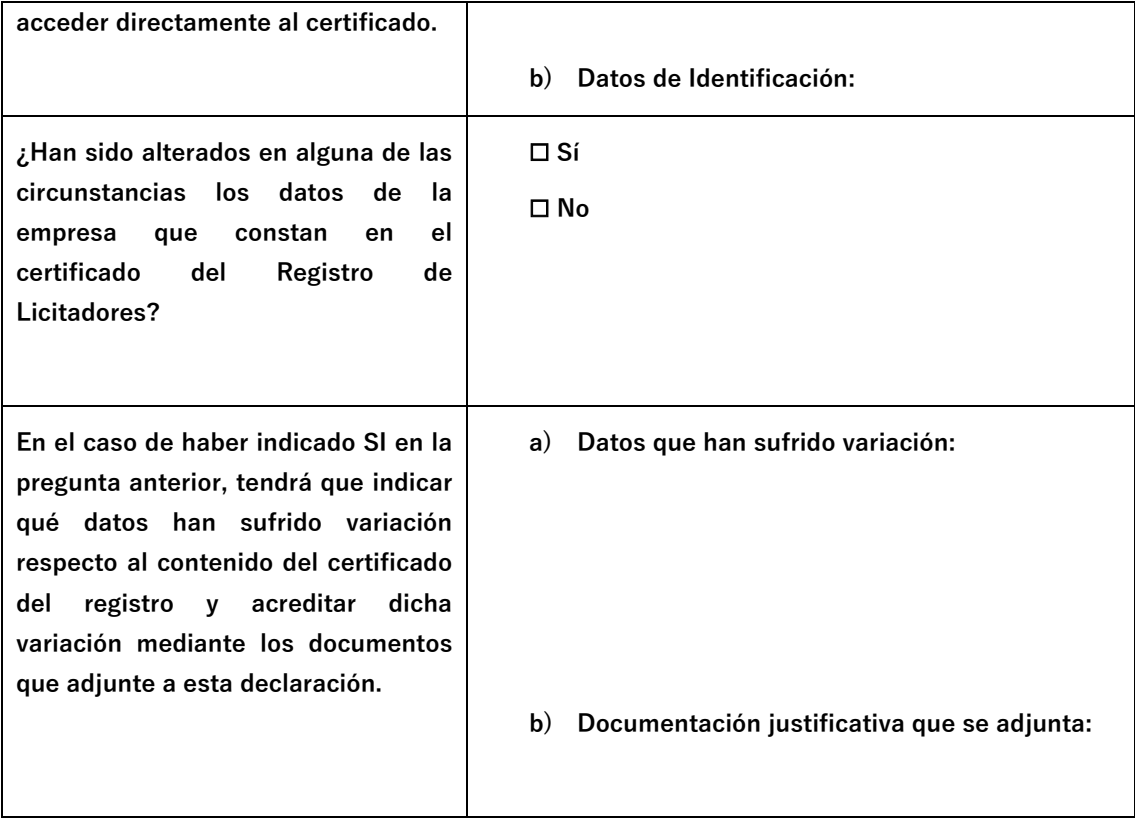 acceder directamente al certificado.
b) Datos de Identificación:
¿Han sido alterados en alguna de las
circunstancias los datos de la
empresa que constan en el
certificado del Registro de
Licitadores?
☐ Sí
☐ No
En el caso de haber indicado SI en la
pregunta anterior, tendrá que indicar
qué datos han sufrido variación
respecto al contenido del certificado
del registro y acreditar dicha
variación mediante los documentos
que adjunte a esta declaración.
a) Datos que han sufrido variación:
b) Documentación justificativa que se adjunta: